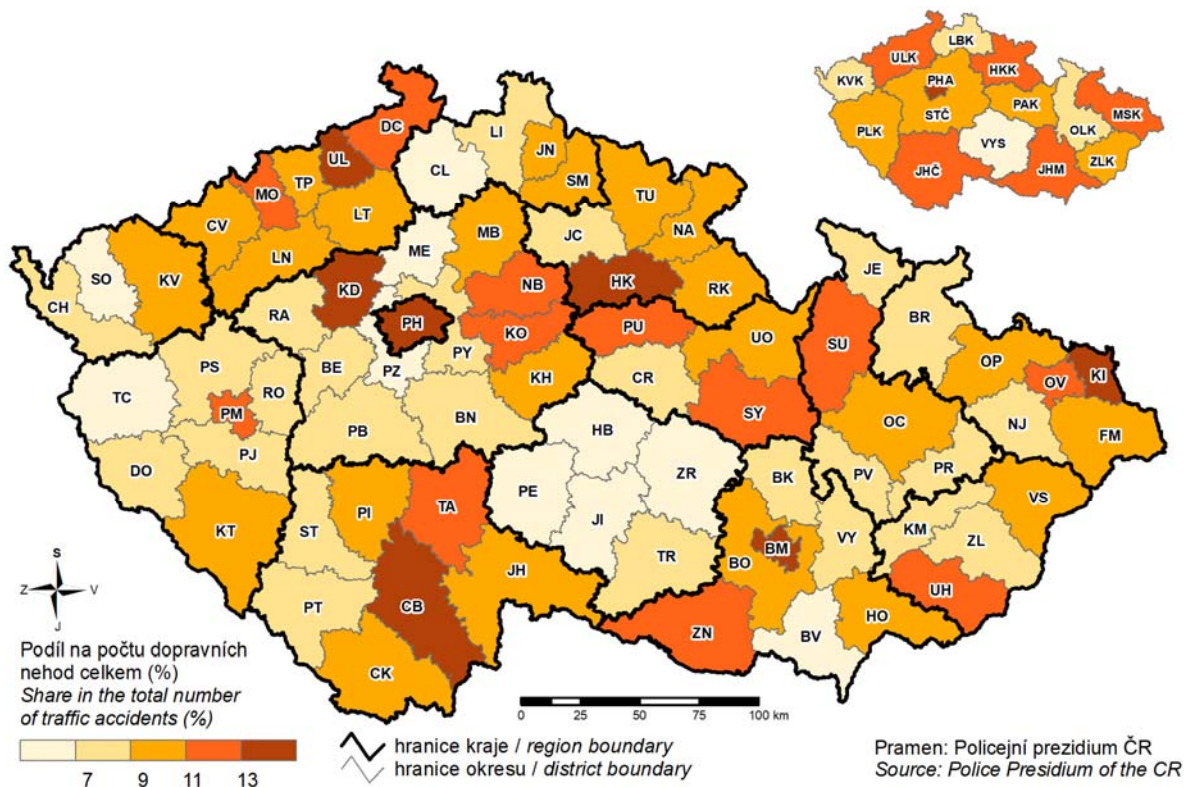 LBK
ULK
HKK
KVK
PHA
PAK
STČ
MSK
PLK
OLK
VYS
ZLK
JHČ
JHM
DC
LI
UL
CL
JN
MO
TP
SM
TU
CV
LT
MB
JC
NA
LN
ME
SO
KV
NB
HK
RK
JE
KD
CH
RA
PH
KO
PU
UO
SU
BR
OP
PS
BE
PZ
PY
KH
CR
OV
KI
TC
RO
PM
PB
BN
SY
OC
NJ
FM
DO
PJ
HB
ZR
PV
PR
BK
VS
KT
ST
PI
TA
PE
JI
KM
ZL
TR
BO
BM
VY
PT
CB
JH
UH
ZN
BV
HO
CK
S
Z
V
J
Podíl na počtu dopravních
nehod celkem (%)
Share in the total number
of traffic accidents (%)
7 9 11 13
0 25 50 75 100 km
hranice kraje / region boundary
hranice okresu / district boundary
Pramen: Policejní prezidium ČR
Source: Police Presidium of the CR